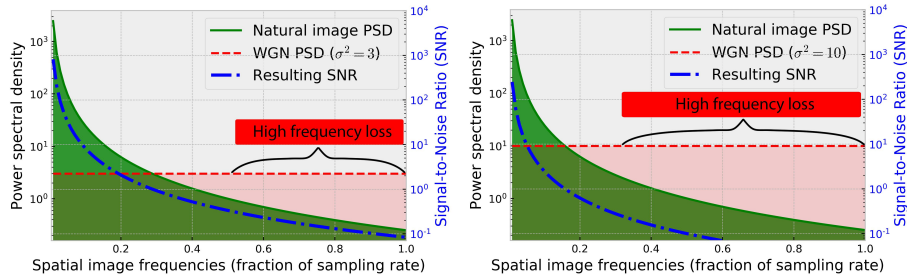 Natural image PSD
WGN PSD (σ² = 3)
Resulting SNR
High frequency loss
Power spectral density
10³
10²
10¹
10⁰
Signal-to-Noise Ratio (SNR)
10⁴
10³
10²
10¹
10⁰
10⁻¹
0.2
0.4
0.6
0.8
1.0
Spatial image frequencies (fraction of sampling rate)
Natural image PSD
WGN PSD (σ² = 10)
Resulting SNR
High frequency loss
Power spectral density
10³
10²
10¹
10⁰
Signal-to-Noise Ratio (SNR)
10⁴
10³
10²
10¹
10⁰
10⁻¹
0.2
0.4
0.6
0.8
1.0
Spatial image frequencies (fraction of sampling rate)